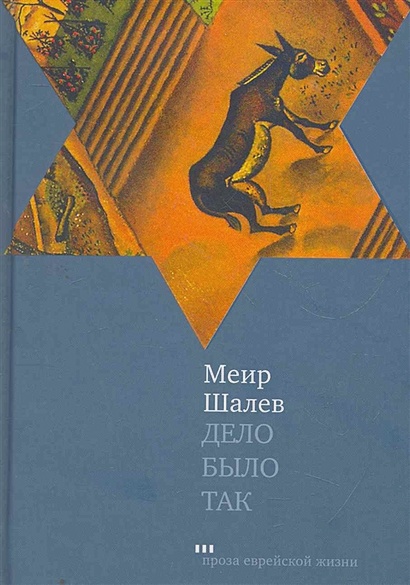 Меир
Шалев
ДЕЛО
БЫЛО
ТАК
проза еврейской жизни